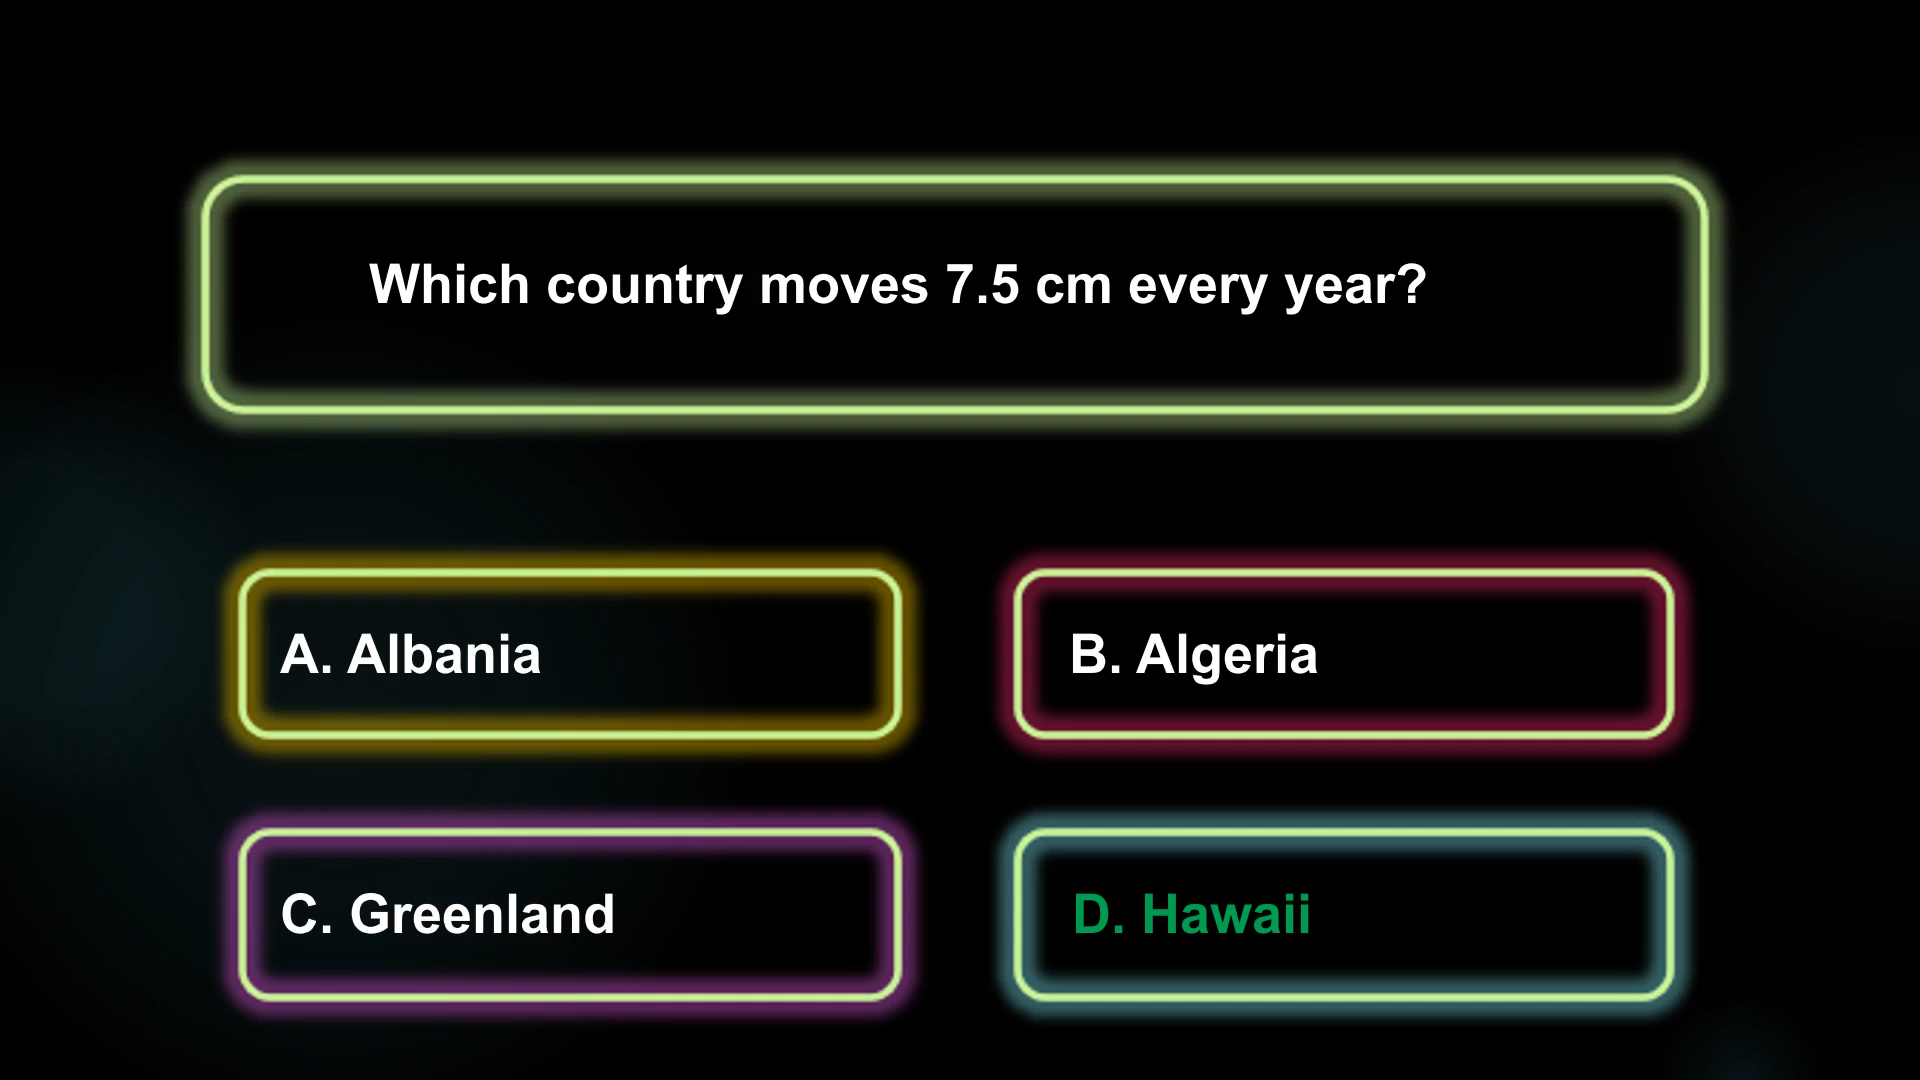 Which country moves 7.5 cm every year?
A. Albania
B. Algeria
C. Greenland
D. Hawaii